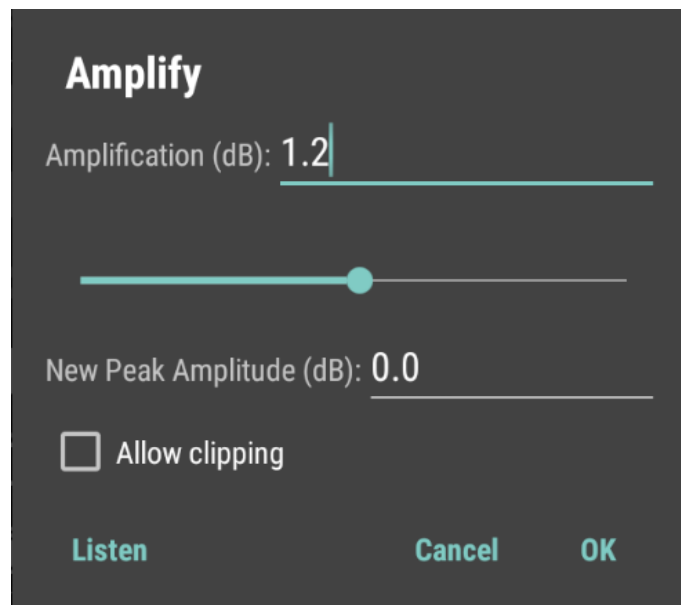 Amplify
Amplification (dB): 1.2
New Peak Amplitude (dB): 0.0
Allow clipping
Listen Cancel OK